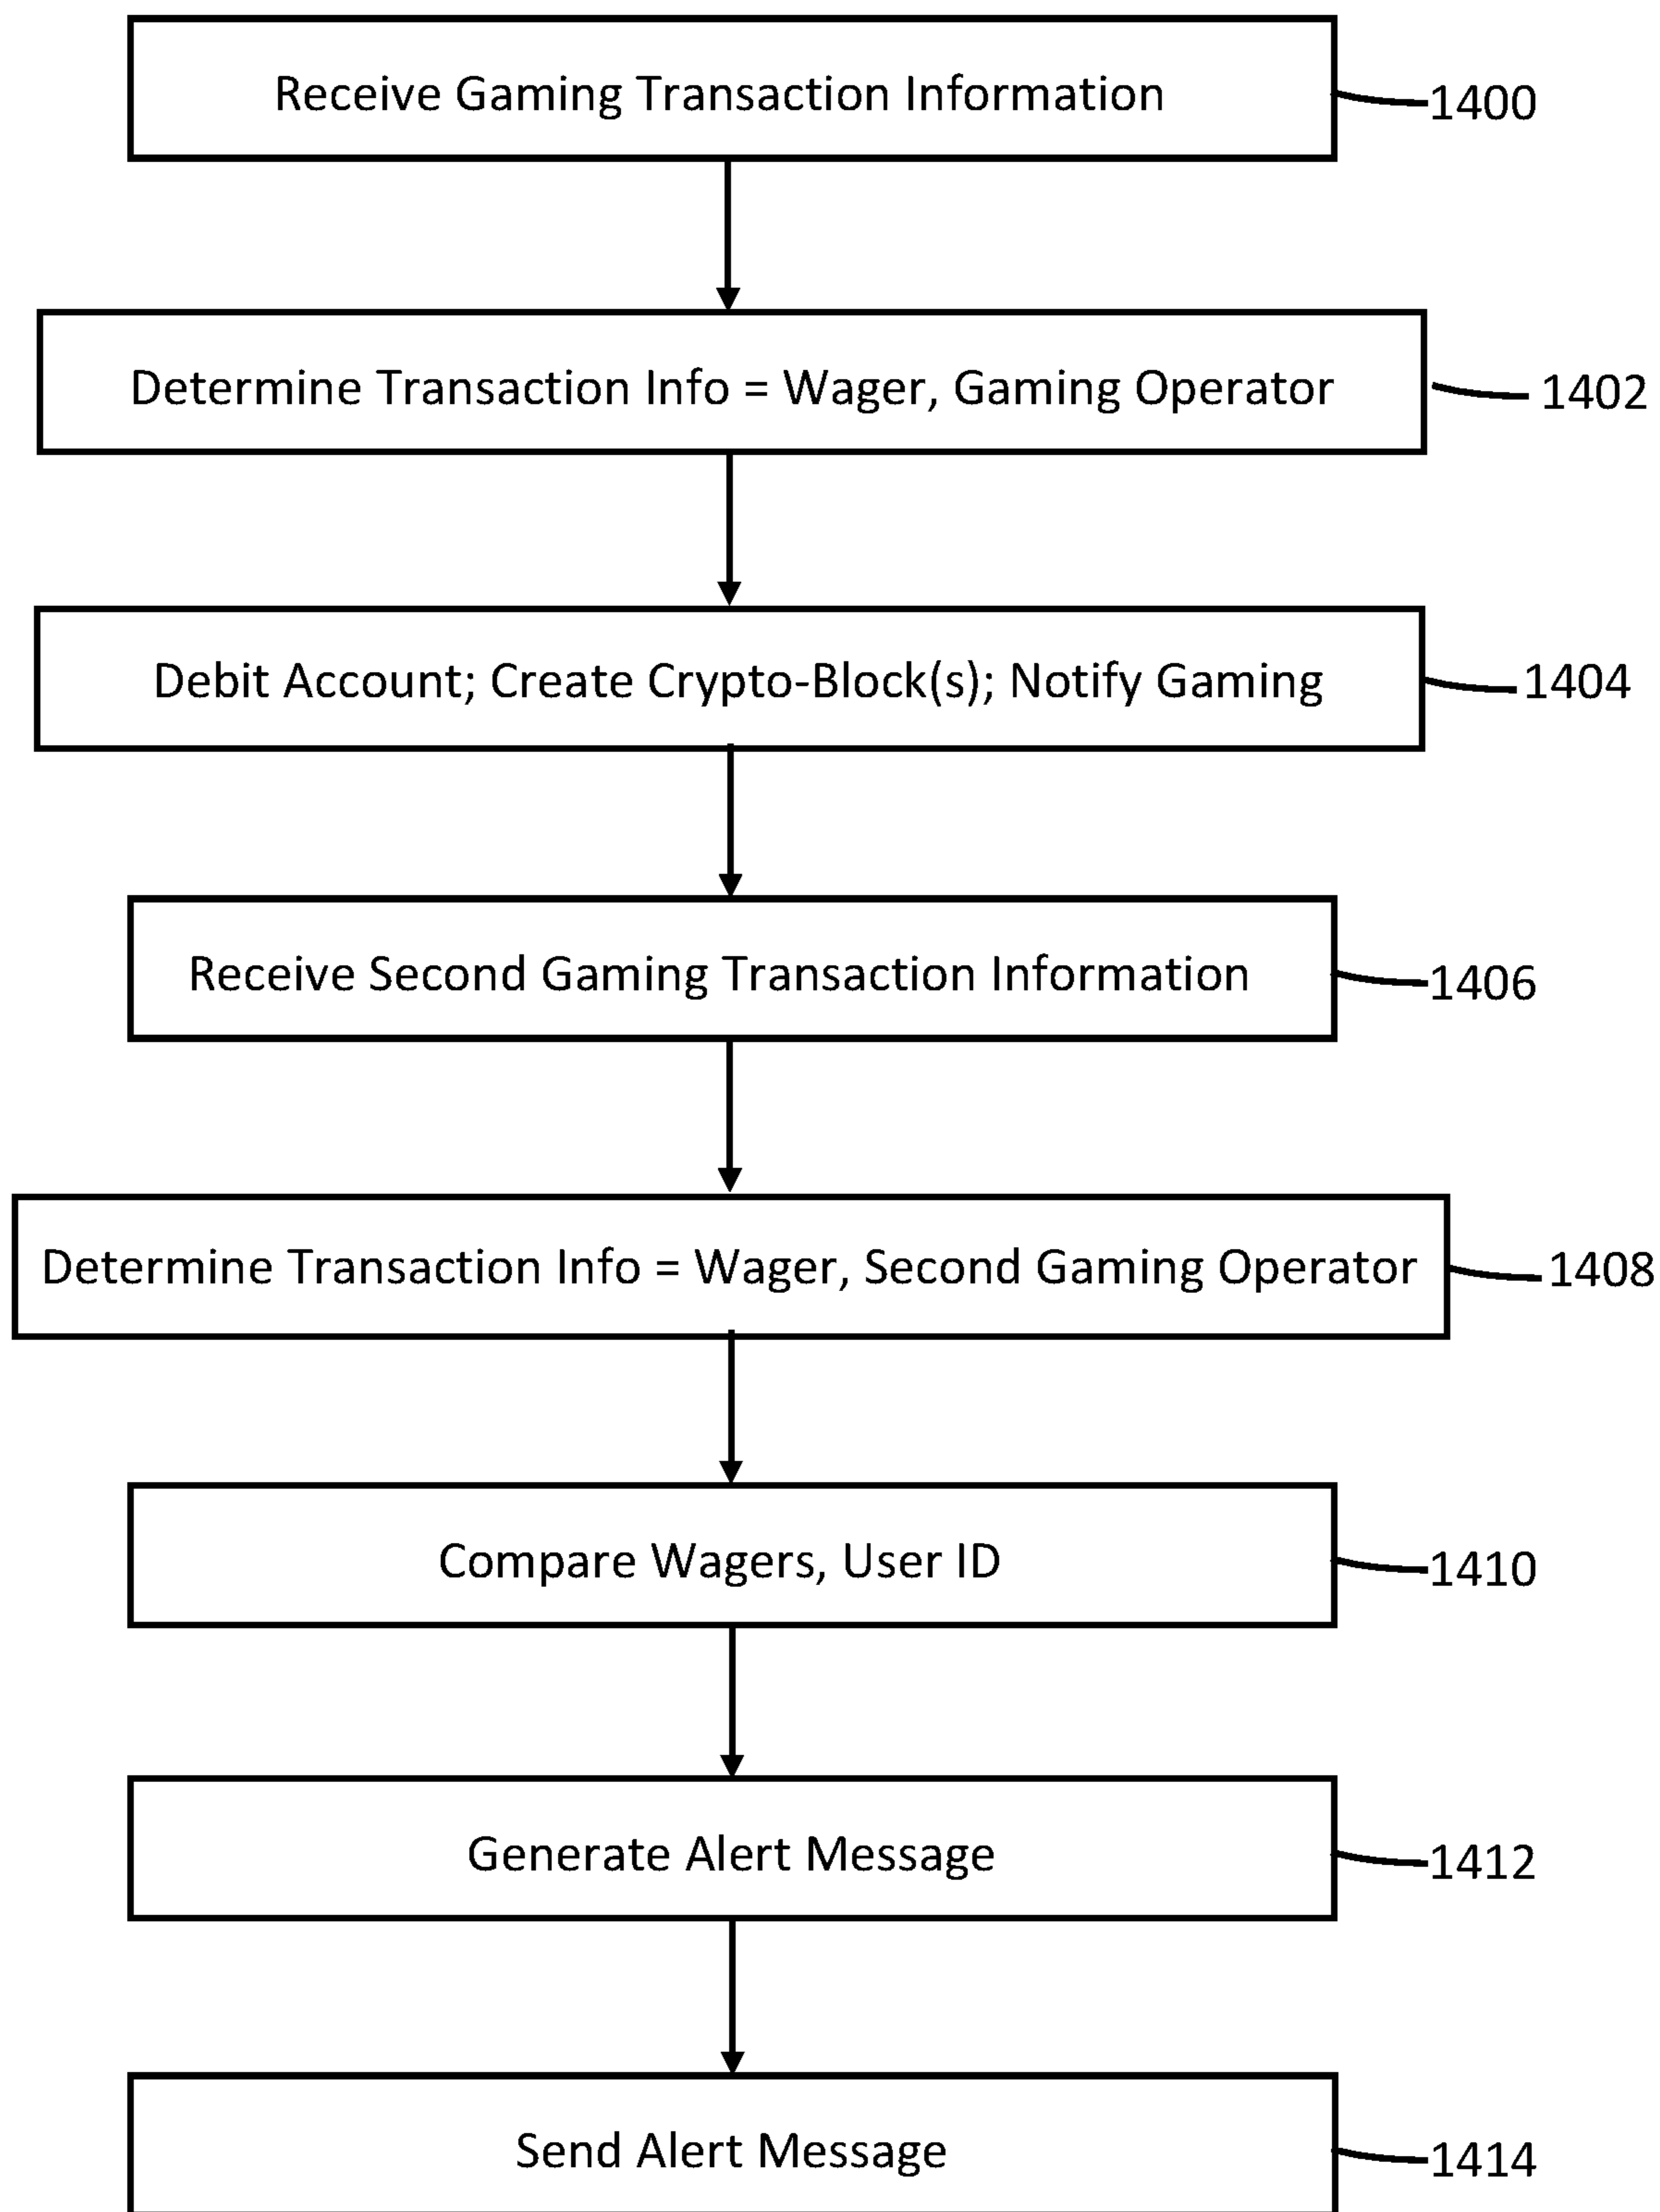 Receive Gaming Transaction Information
1400
Determine Transaction Info = Wager, Gaming Operator
1402
Debit Account; Create Crypto-Block(s); Notify Gaming
1404
Receive Second Gaming Transaction Information
1406
Determine Transaction Info = Wager, Second Gaming Operator
1408
Compare Wagers, User ID
1410
Generate Alert Message
1412
Send Alert Message
1414